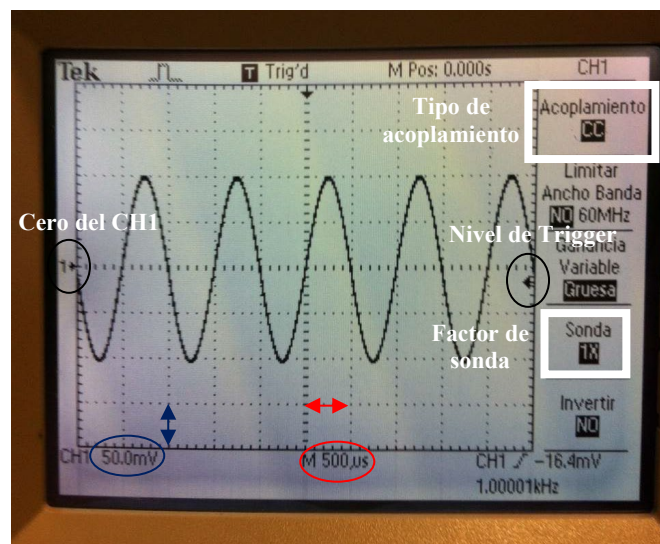 Tek T Trig'd M Pos: 0.000s CH1
Tipo de
acoplamiento
Acoplamiento
CC
Limitar
Ancho Banda
NO 60MHz
Cero del CH1
Nivel de Trigger
Ganancia
Variable
Gruesa
1
Factor de
sonda
Sonda
1X
Invertir
NO
CH1 50.0mV M 500µs CH1 -16.4mV
1.00001kHz